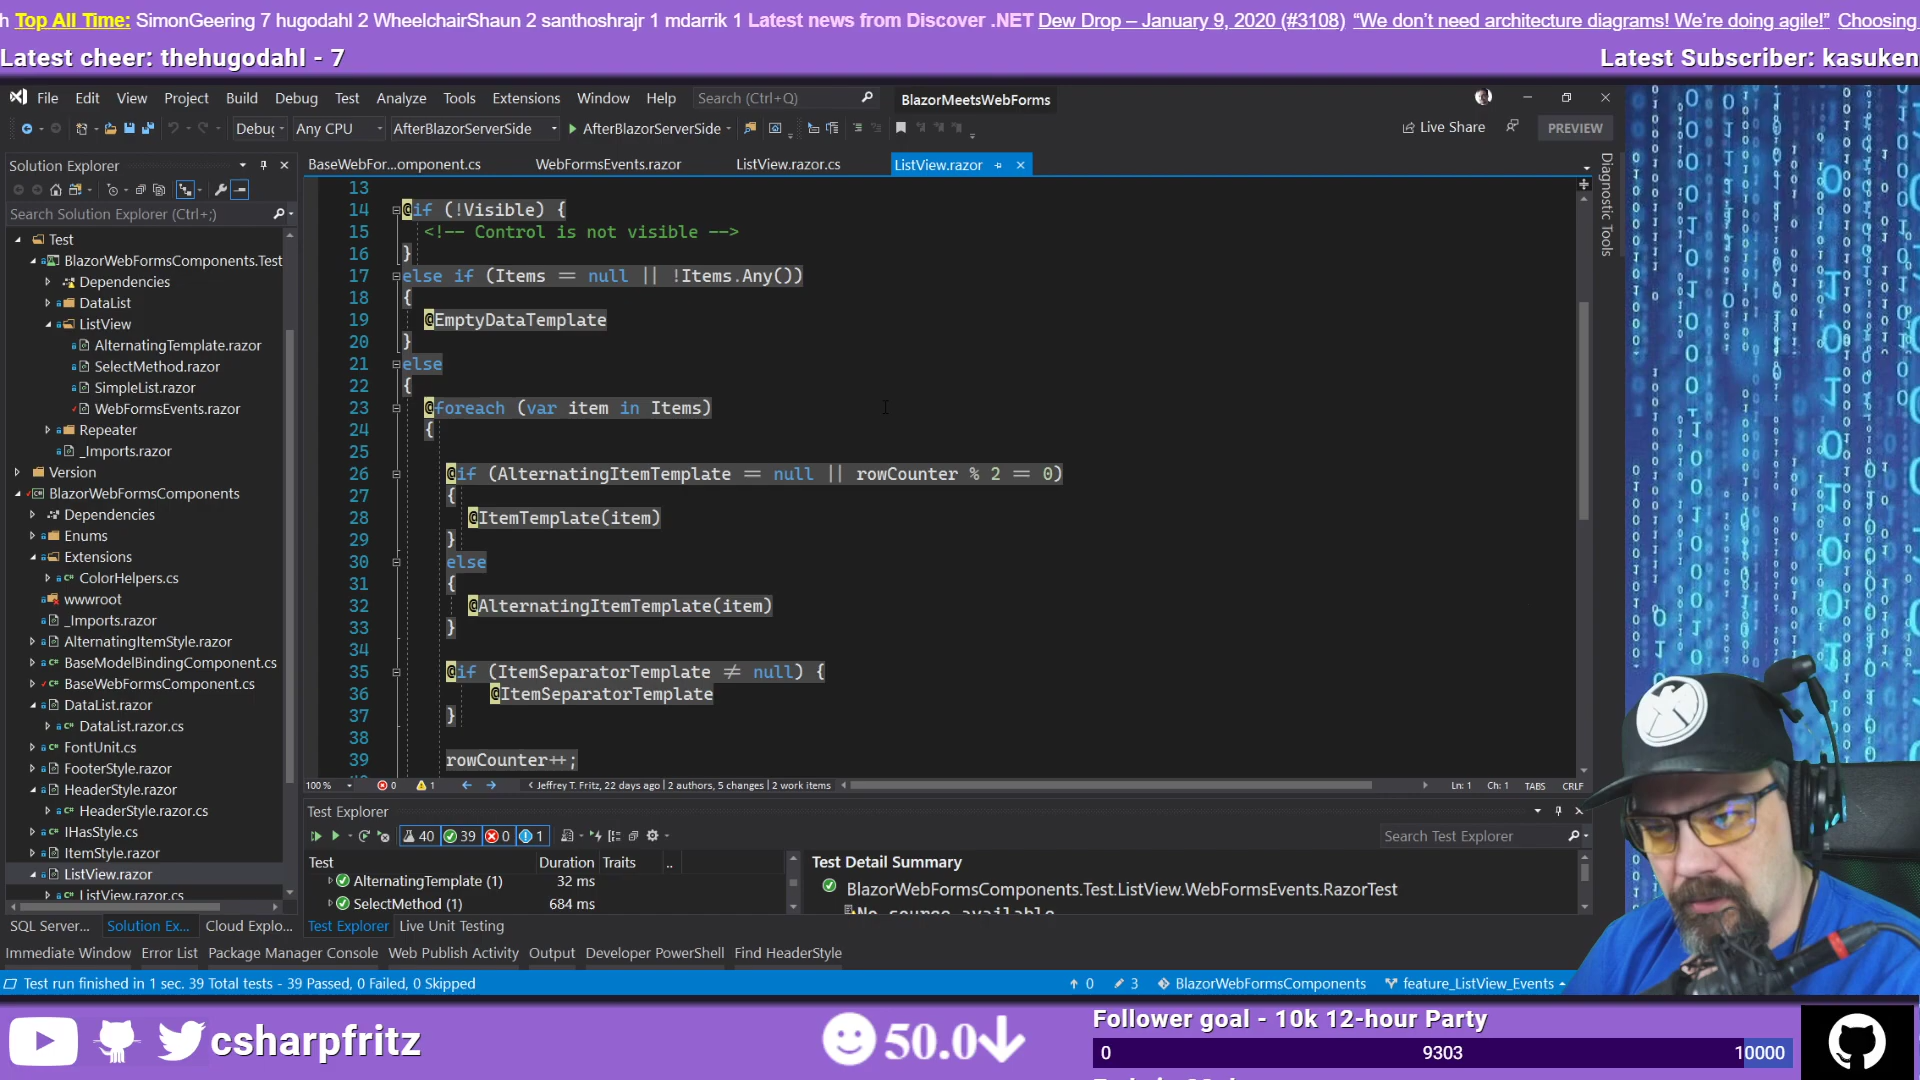 h Top All Time: SimonGeering 7 hugodahl 2 WheelchairShaun 2 santhoshrajr 1 mdarrik 1 Latest news from Discover .NET Dew Drop – January 9, 2020 (#3108) “We don’t need architecture diagrams! We’re doing agile!” Choosing
Latest cheer: thehugodahl - 7
Latest Subscriber: kasuken
File Edit View Project Build Debug Test Analyze Tools Extensions Window Help Search (Ctrl+Q) BlazorMeetsWebForms
Debug Any CPU AfterBlazorServerSide AfterBlazorServerSide Live Share PREVIEW
Solution Explorer
BaseWebFor...omponent.cs WebFormsEvents.razor ListView.razor.cs ListView.razor
Diagnostic Tools
Search Solution Explorer (Ctrl+;)
Test
BlazorWebFormsComponents.Test
Dependencies
DataList
ListView
AlternatingTemplate.razor
SelectMethod.razor
SimpleList.razor
WebFormsEvents.razor
Repeater
_Imports.razor
Version
BlazorWebFormsComponents
Dependencies
Enums
Extensions
ColorHelpers.cs
wwwroot
_Imports.razor
AlternatingItemStyle.razor
BaseModelBindingComponent.cs
BaseWebFormsComponent.cs
DataList.razor
DataList.razor.cs
FontUnit.cs
FooterStyle.razor
HeaderStyle.razor
HeaderStyle.razor.cs
IHasStyle.cs
ItemStyle.razor
ListView.razor
ListView.razor.cs
13
14 @if (!Visible) {
15 <!-- Control is not visible -->
16 }
17 else if (Items == null || !Items.Any())
18 {
19 @EmptyDataTemplate
20 }
21 else
22 {
23 @foreach (var item in Items)
24 {
25
26 @if (AlternatingItemTemplate == null || rowCounter % 2 == 0)
27 {
28 @ItemTemplate(item)
29 }
30 else
31 {
32 @AlternatingItemTemplate(item)
33 }
34
35 @if (ItemSeparatorTemplate != null) {
36 @ItemSeparatorTemplate
37 }
38
39 rowCounter++;
100% 0 1 Jeffrey T. Fritz, 22 days ago | 2 authors, 5 changes | 2 work items Ln: 1 Ch: 1 TABS CRLF
Test Explorer
40 39 0 1 Search Test Explorer
Test Duration Traits ..
AlternatingTemplate (1) 32 ms
SelectMethod (1) 684 ms
Test Detail Summary
BlazorWebFormsComponents.Test.ListView.WebFormsEvents.RazorTest
No source available
SQL Server... Solution Ex... Cloud Explo... Test Explorer Live Unit Testing
Immediate Window Error List Package Manager Console Web Publish Activity Output Developer PowerShell Find HeaderStyle
Test run finished in 1 sec. 39 Total tests - 39 Passed, 0 Failed, 0 Skipped 0 3 BlazorWebFormsComponents feature_ListView_Events
csharpfritz
50.0
Follower goal - 10k 12-hour Party
0 9303 10000